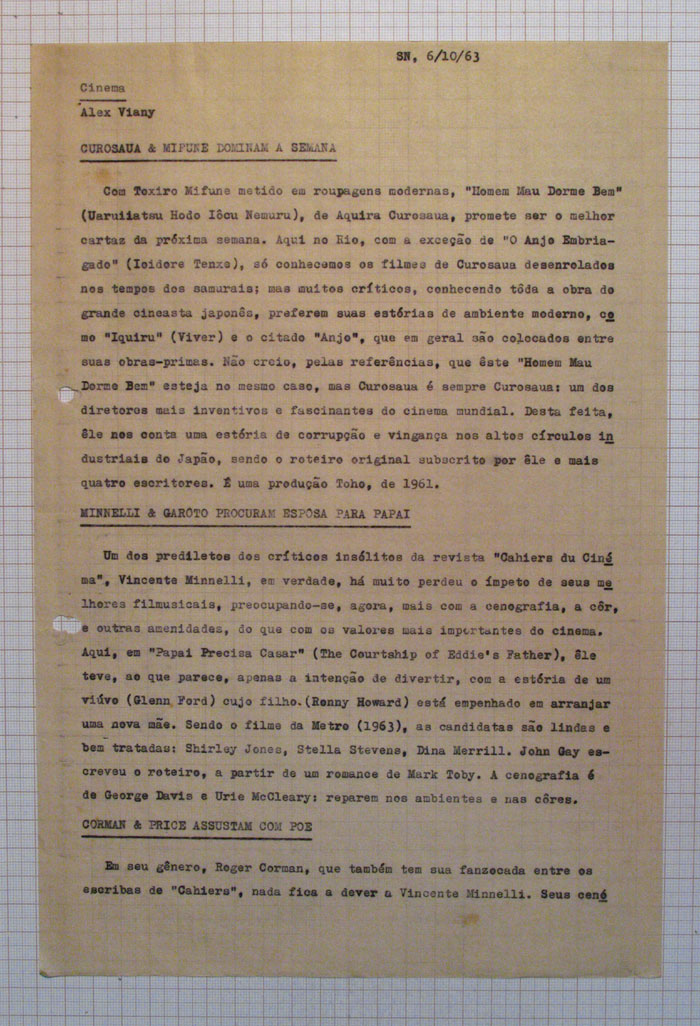 SN, 6/10/63
Cinema
Alex Viany
CUROSAUA & MIFUNE DOMINAM A SEMANA
Com Toxiro Mifune metido em roupagens modernas, "Homem Mau Dorme Bem"
(Uaruiiatsu Hodo Iôcu Nemuru), de Aquira Curosaua, promete ser o melhor
cartaz da próxima semana. Aqui no Rio, com a exceção de "O Anjo Embria-
gado" (Ioidore Tenxe), só conhecemos os filmes de Curosaua desenrolados
nos tempos dos samurais; mas muitos críticos, conhecendo tôda a obra do
grande cineasta japonês, preferem suas estórias de ambiente moderno, co
mo "Iquiru" (Viver) e o citado "Anjo", que em geral são colocados entre
suas obras-primas. Não creio, pelas referências, que êste "Homem Mau
Dorme Bem" esteja no mesmo caso, mas Curosaua é sempre Curosaua: um dos
diretores mais inventivos e fascinantes do cinema mundial. Desta feita,
êle nos conta uma estória de corrupção e vingança nos altos círculos in
dustriais do Japão, sendo o roteiro original subscrito por êle e mais
quatro escritores. É uma produção Toho, de 1961.
MINNELLI & GARÔTO PROCURAM ESPÔSA PARA PAPAI
Um dos prediletos dos críticos insólitos da revista "Cahiers du Ciné
ma", Vincente Minnelli, em verdade, há muito perdeu o ímpeto de seus me
lhores filmusicais, preocupando-se, agora, mais com a cenografia, a côr,
e outras amenidades, do que com os valores mais importantes do cinema.
Aqui, em "Papai Precisa Casar" (The Courtship of Eddie's Father), êle
teve, ao que parece, apenas a intenção de divertir, com a estória de um
viúvo (Glenn Ford) cujo filho.(Ronny Howard) está empenhado em arranjar
uma nova mãe. Sendo o filme da Metro (1963), as candidatas são lindas e
bem tratadas: Shirley Jones, Stella Stevens, Dina Merrill. John Gay es-
creveu o roteiro, a partir de um romance de Mark Toby. A cenografia é
de George Davis e Urie McCleary: reparem nos ambientes e nas côres.
CORMAN & PRICE ASSUSTAM COM POE
Em seu gênero, Roger Corman, que também tem sua fanzocada entre os
escribas de "Cahiers", nada fica a dever a Vincente Minnelli. Seus cenó